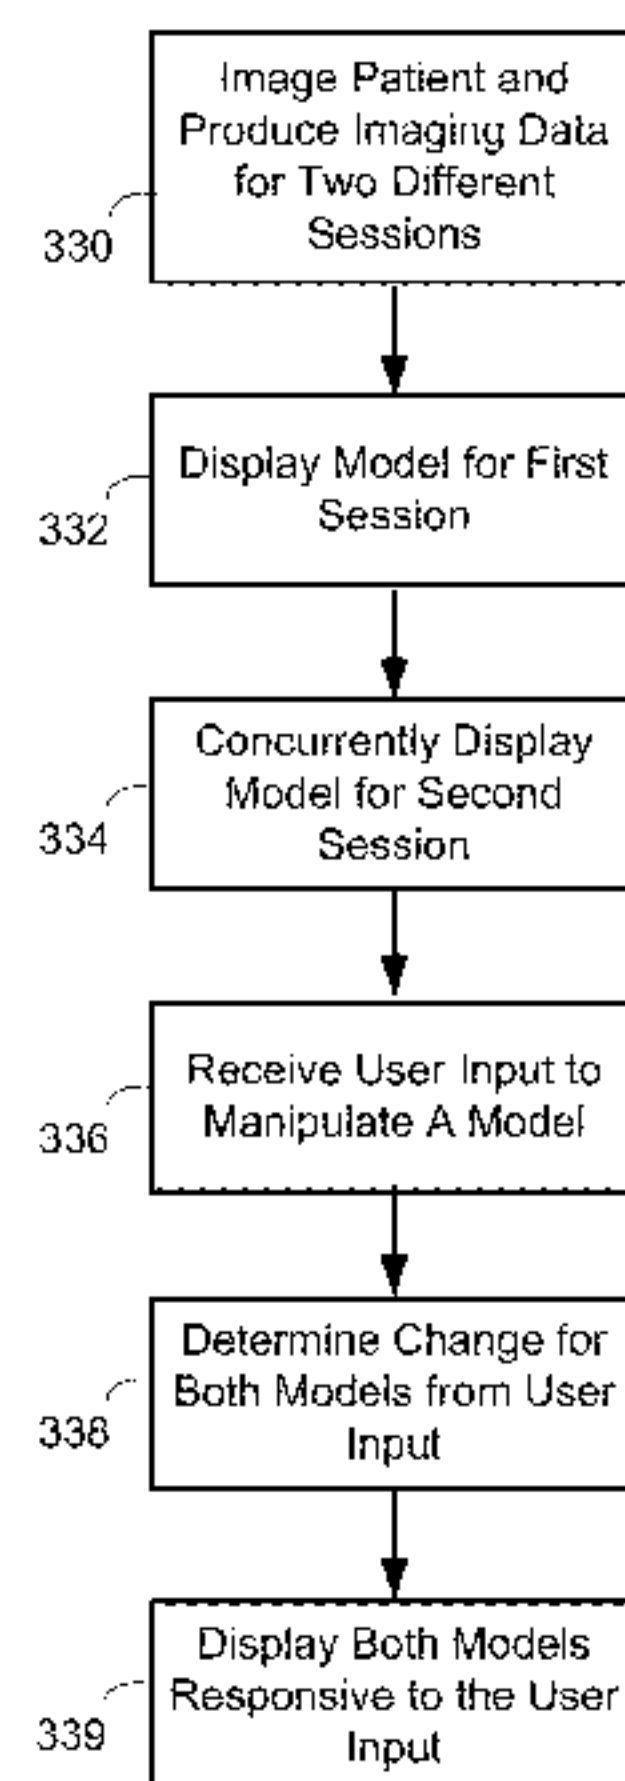 Image Patient and
Produce Imaging Data
for Two Different
Sessions
330
Display Model for First
Session
332
Concurrently Display
Model for Second
Session
334
Receive User Input to
Manipulate A Model
336
Determine Change for
Both Models from User
Input
338
Display Both Models
Responsive to the User
Input
339